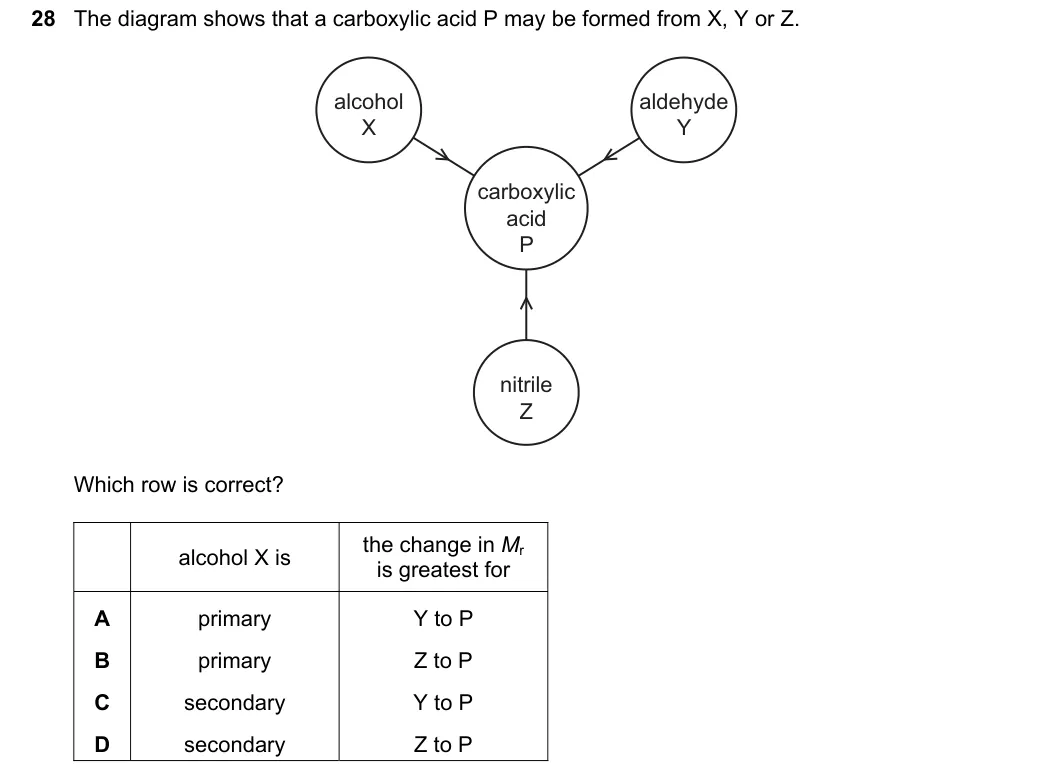 28 The diagram shows that a carboxylic acid P may be formed from X, Y or Z.
alcohol
X
aldehyde
Y
carboxylic
acid
P
nitrile
Z
Which row is correct?
alcohol X is
the change in Mr
is greatest for
A primary Y to P
B primary Z to P
C secondary Y to P
D secondary Z to P